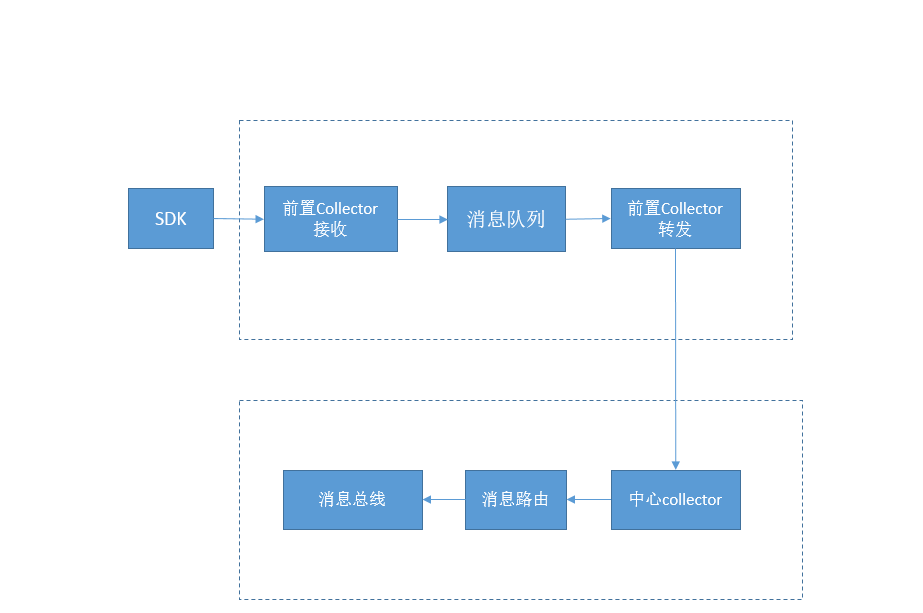 SDK
前置Collector
接收
消息队列
前置Collector
转发
消息总线
消息路由
中心collector